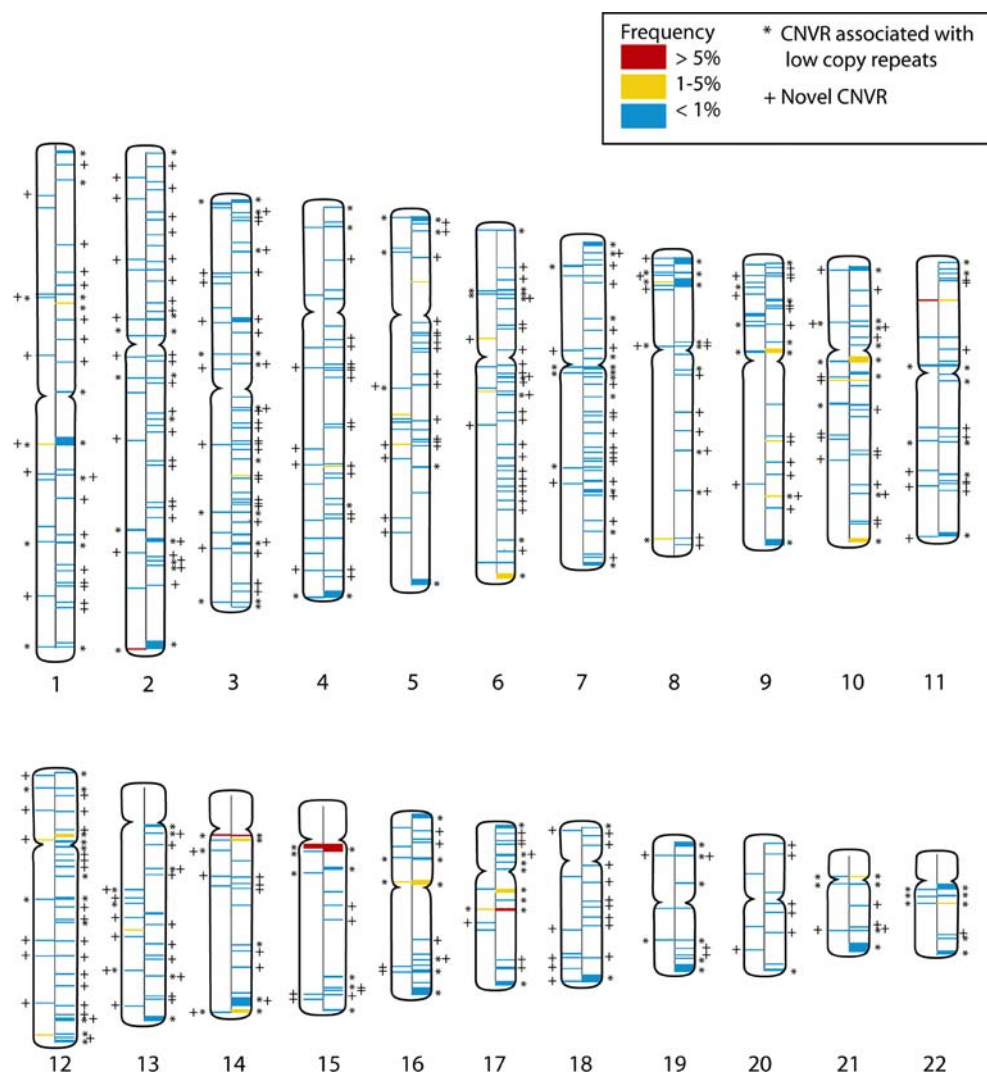 Frequency
> 5%
1-5%
< 1%
* CNVR associated with
low copy repeats
+ Novel CNVR
1 2 3 4 5 6 7 8 9 10 11
12 13 14 15 16 17 18 19 20 21 22